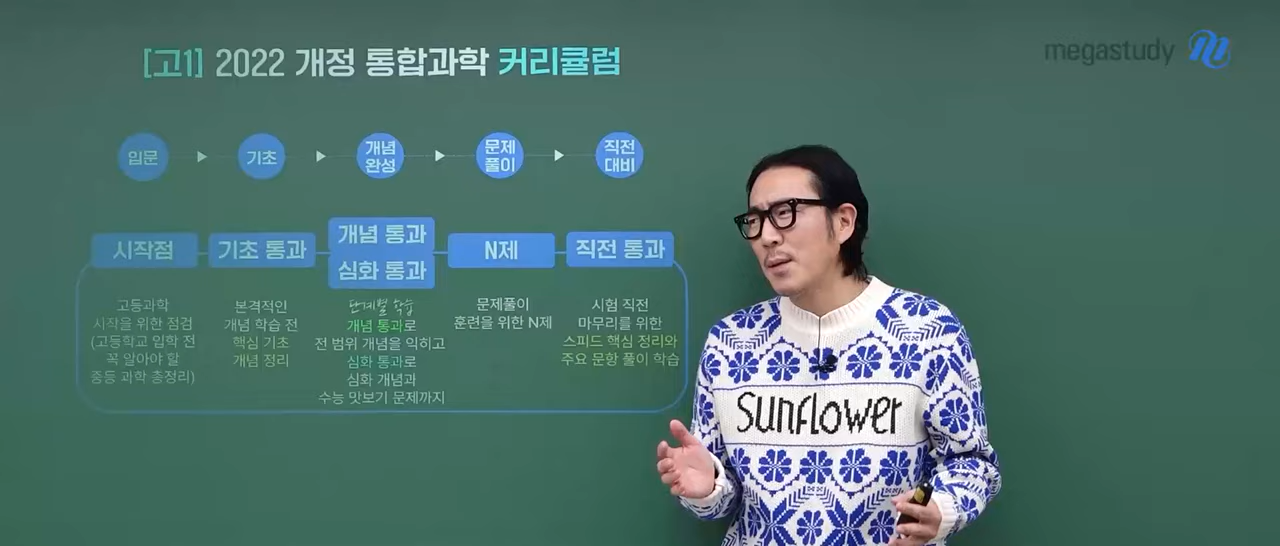 [고1] 2022 개정 통합과학 커리큘럼
megastudy
입문
기초
개념
완성
문제
풀이
직전
대비
시작점
기초 통과
개념 통과
심화 통과
N제
직전 통과
고등과학
시작을 위한 점검
(고등학교 입학 전
꼭 알아야 할
중등 과학 총정리)
본격적인
개념 학습 전
핵심 기초
개념 정리
단계별 학습
개념 통과로
전 범위 개념을 익히고
심화 통과로
심화 개념과
수능 맛보기 문제까지
문제풀이
훈련을 위한 N제
시험 직전
마무리를 위한
스피드 핵심 정리와
주요 문항 풀이 학습
Sunflower